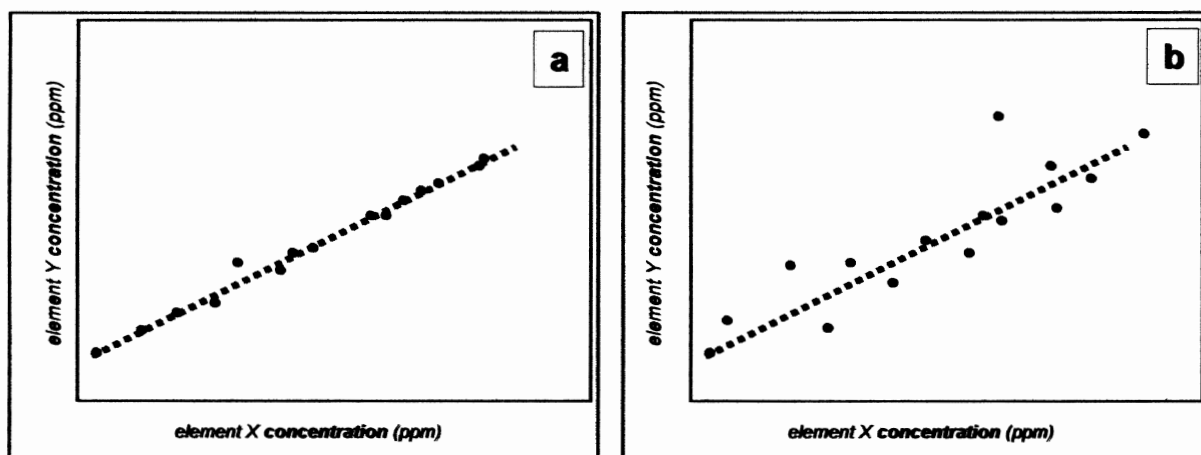 a
element Y concentration (ppm)
element X concentration (ppm)
b
element Y concentration (ppm)
element X concentration (ppm)